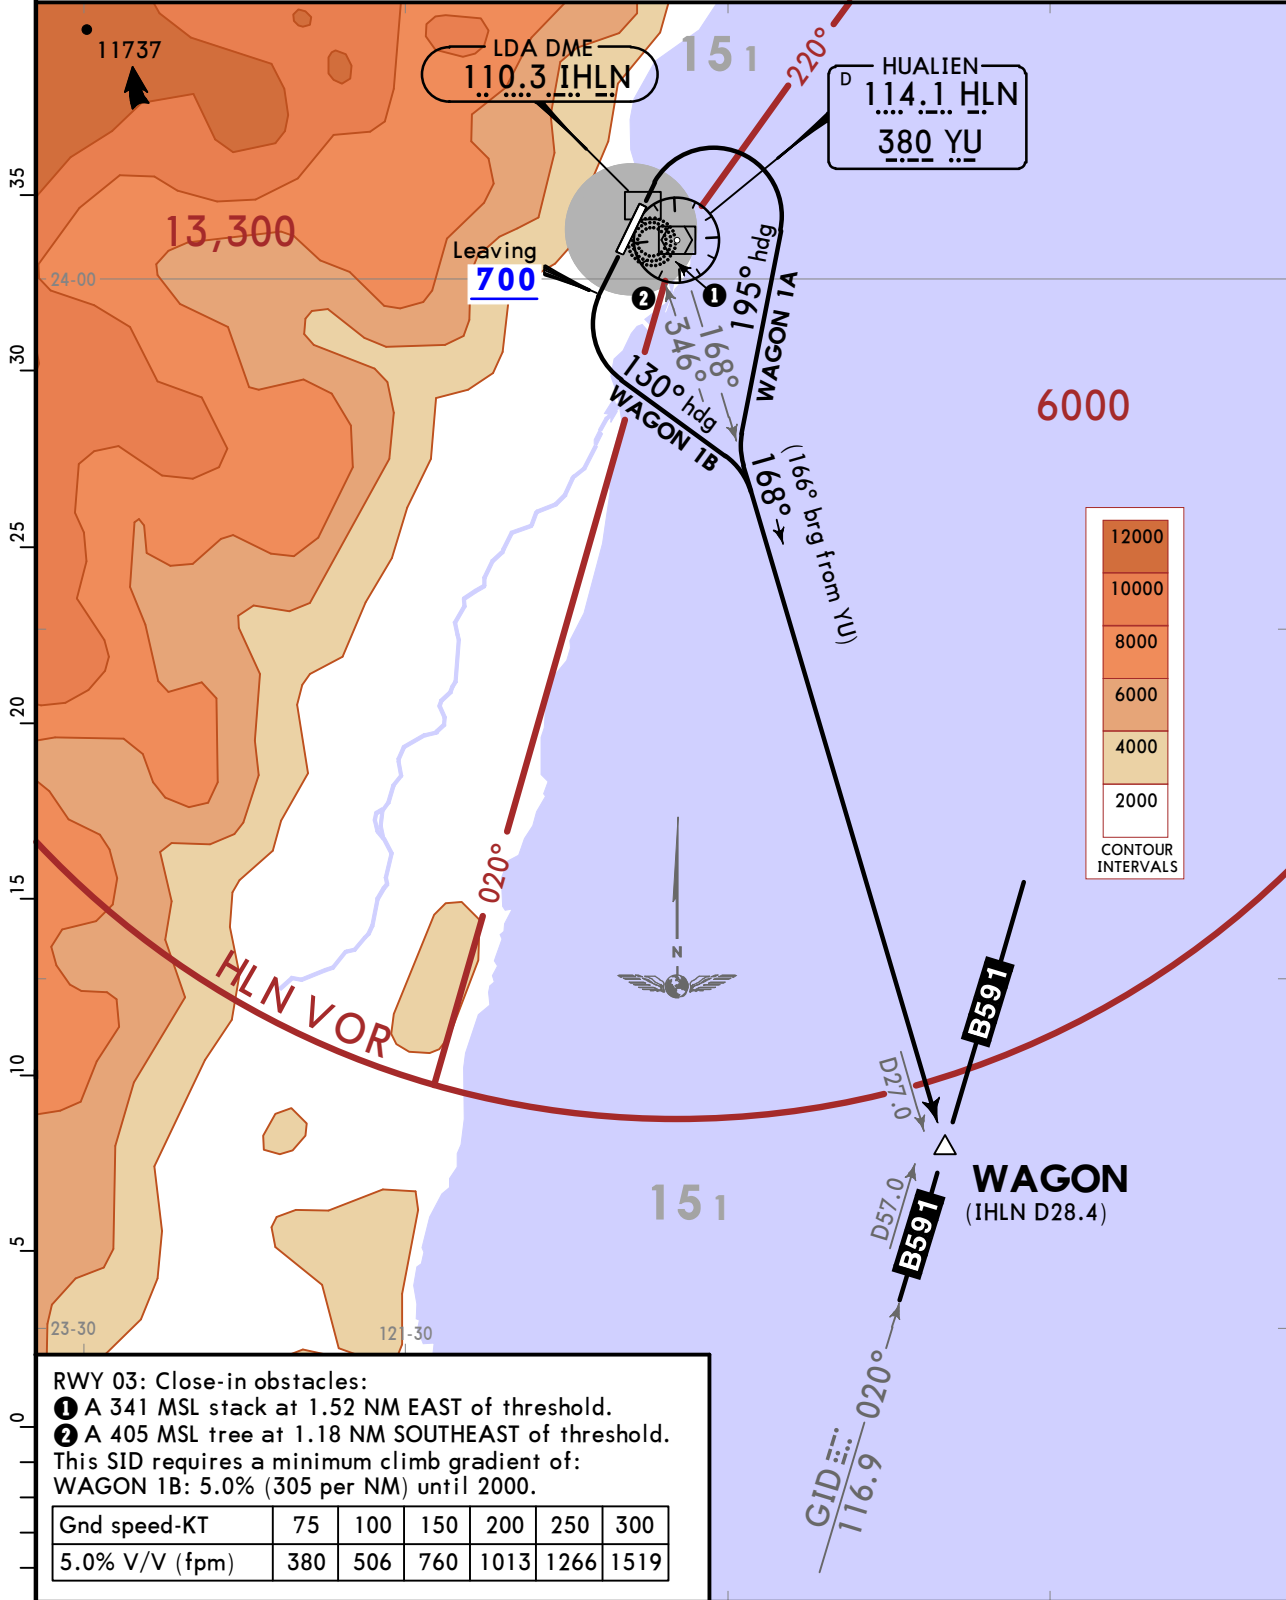 11737
LDA DME
110.3 IHLN
15 1
220°
HUALIEN
D 114.1 HLN
380 YU
35
13,300
Leaving
700
24-00
195° hdg
WAGON 1A
2
1
168°
346°
30
130° hdg
WAGON 1B
6000
168°
(166° brg from YU)
25
12000
10000
8000
6000
4000
2000
CONTOUR
INTERVALS
20
020°
15
N
HLN VOR
B591
10
D27.0
WAGON
(IHLN D28.4)
15 1
D57.0
B591
5
23-30
121-30
0
020°
GID
116.9
RWY 03: Close-in obstacles:
1 A 341 MSL stack at 1.52 NM EAST of threshold.
2 A 405 MSL tree at 1.18 NM SOUTHEAST of threshold.
This SID requires a minimum climb gradient of:
WAGON 1B: 5.0% (305 per NM) until 2000.
Gnd speed-KT 75 100 150 200 250 300
5.0% V/V (fpm) 380 506 760 1013 1266 1519